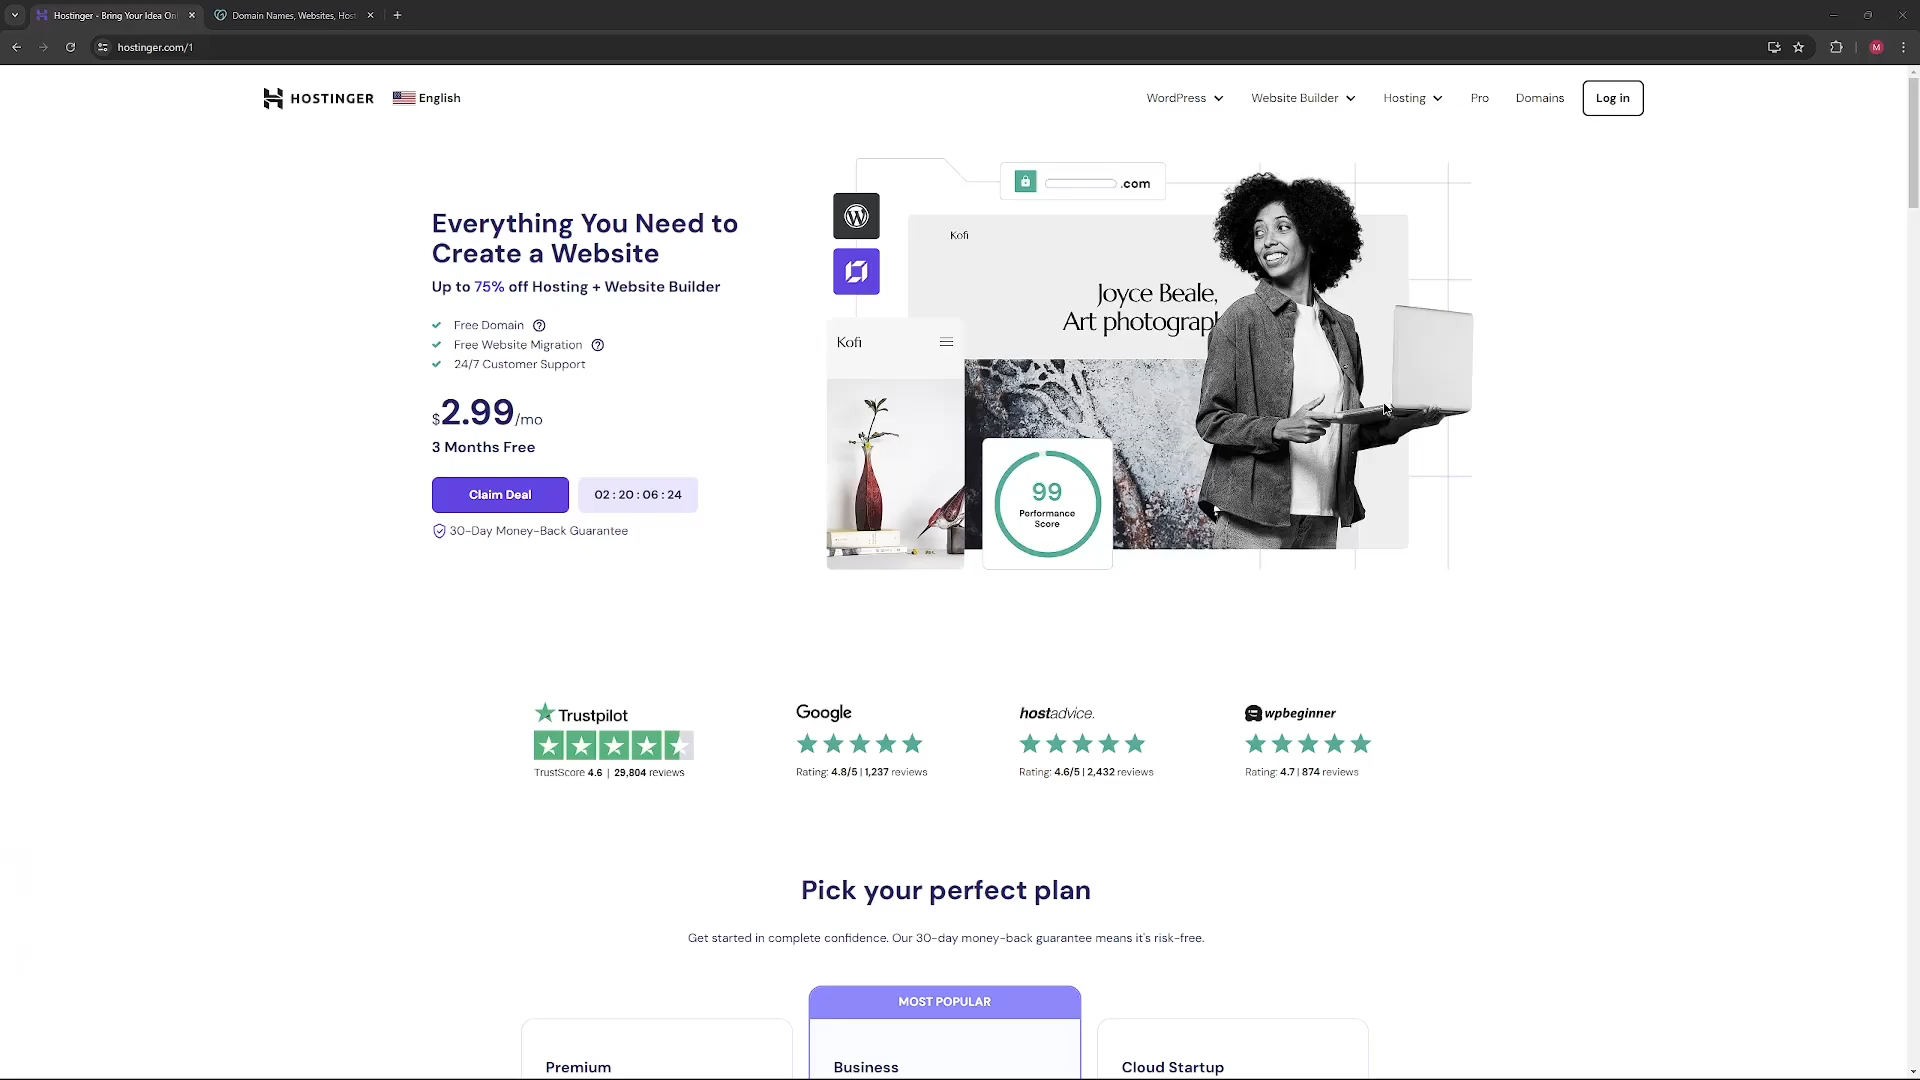 Hostinger - Bring Your Idea Onl
Domain Names, Websites, Host
hostinger.com/1
M
HOSTINGER
English
WordPress
Website Builder
Hosting
Pro
Domains
Log in
.com
Everything You Need to
Create a Website
Up to 75% off Hosting + Website Builder
Free Domain
Free Website Migration
24/7 Customer Support
$2.99/mo
3 Months Free
Claim Deal
02 : 20 : 06 : 24
30-Day Money-Back Guarantee
Kofi
Joyce Beale,
Art photograph
Kofi
99
Performance
Score
Trustpilot
TrustScore 4.6 | 29,804 reviews
Google
Rating: 4.8/5 | 1,237 reviews
hostadvice.
Rating: 4.6/5 | 2,432 reviews
wpbeginner
Rating: 4.7 | 874 reviews
Pick your perfect plan
Get started in complete confidence. Our 30-day money-back guarantee means it's risk-free.
MOST POPULAR
Premium
Business
Cloud Startup